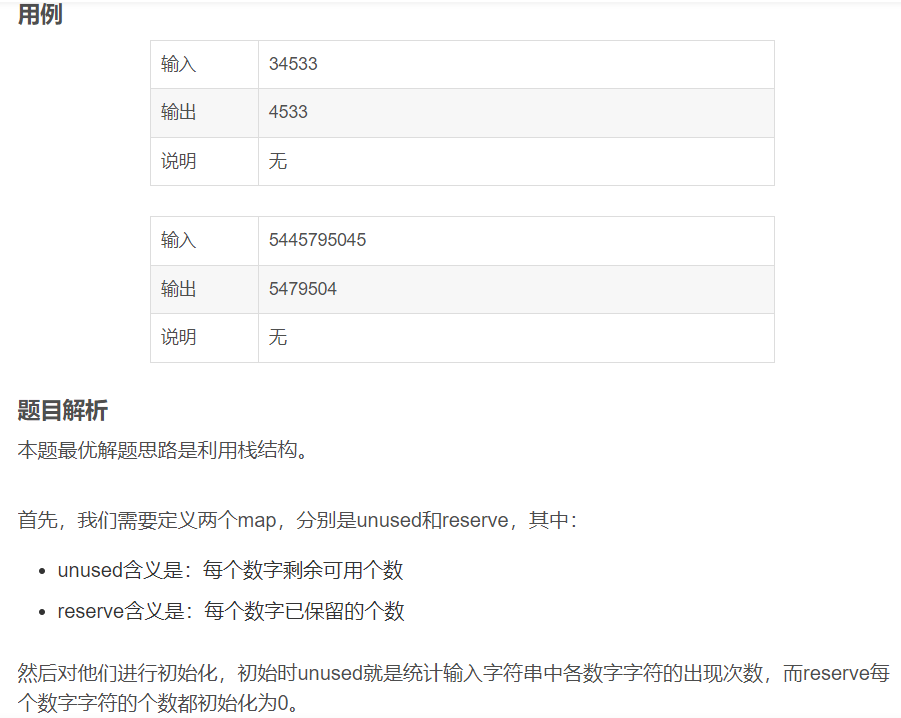 用例
输入 34533
输出 4533
说明 无
输入 5445795045
输出 5479504
说明 无
题目解析
本题最优解题思路是利用栈结构。
首先，我们需要定义两个map，分别是unused和reserve，其中：
• unused含义是：每个数字剩余可用个数
• reserve含义是：每个数字已保留的个数
然后对他们进行初始化，初始时unused就是统计输入字符串中各数字字符的出现次数，而reserve每
个数字字符的个数都初始化为0。